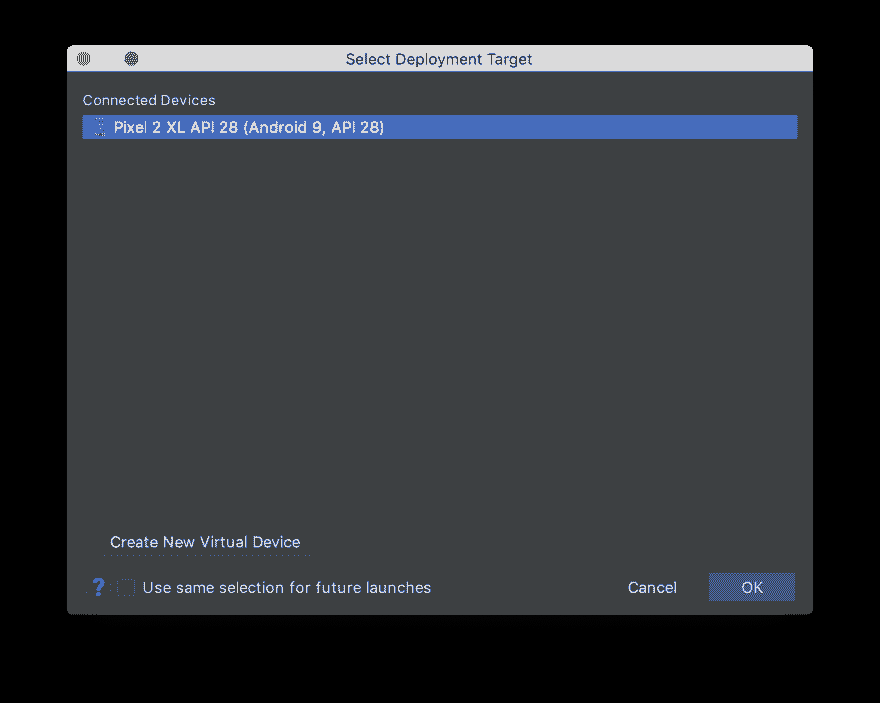 Select Deployment Target
Connected Devices
Pixel 2 XL API 28 (Android 9, API 28)
Create New Virtual Device
? Use same selection for future launches Cancel OK